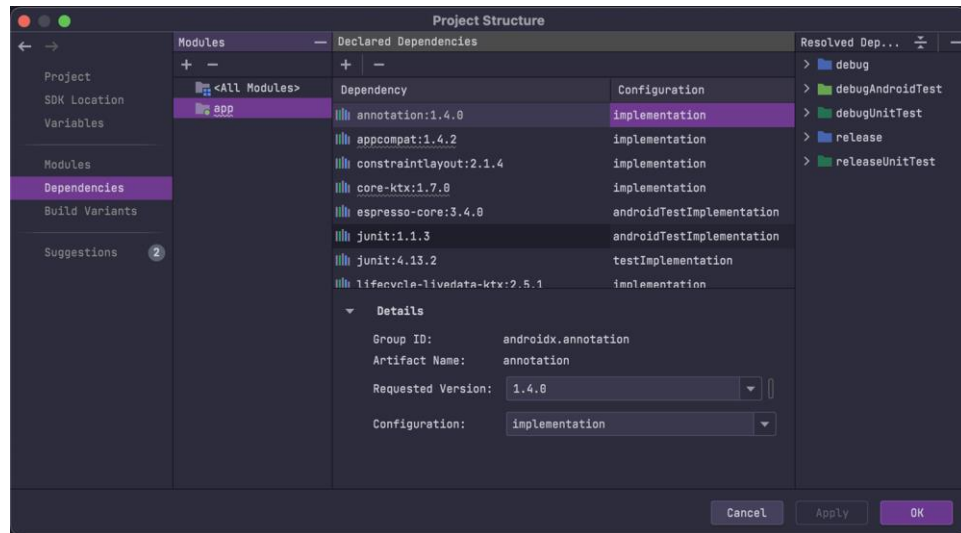 Project Structure
Project
SDK Location
Variables
Modules
Dependencies
Build Variants
Suggestions 2
Modules
<All Modules>
app
Declared Dependencies
Dependency Configuration
annotation:1.4.0 implementation
appcompat:1.4.2 implementation
constraintlayout:2.1.4 implementation
core-ktx:1.7.0 implementation
espresso-core:3.4.0 androidTestImplementation
junit:1.1.3 androidTestImplementation
junit:4.13.2 testImplementation
lifecycle-livedata-ktx:2.5.1 implementation
Details
Group ID: androidx.annotation
Artifact Name: annotation
Requested Version: 1.4.0
Configuration: implementation
Resolved Dep...
debug
debugAndroidTest
debugUnitTest
release
releaseUnitTest
Cancel Apply OK